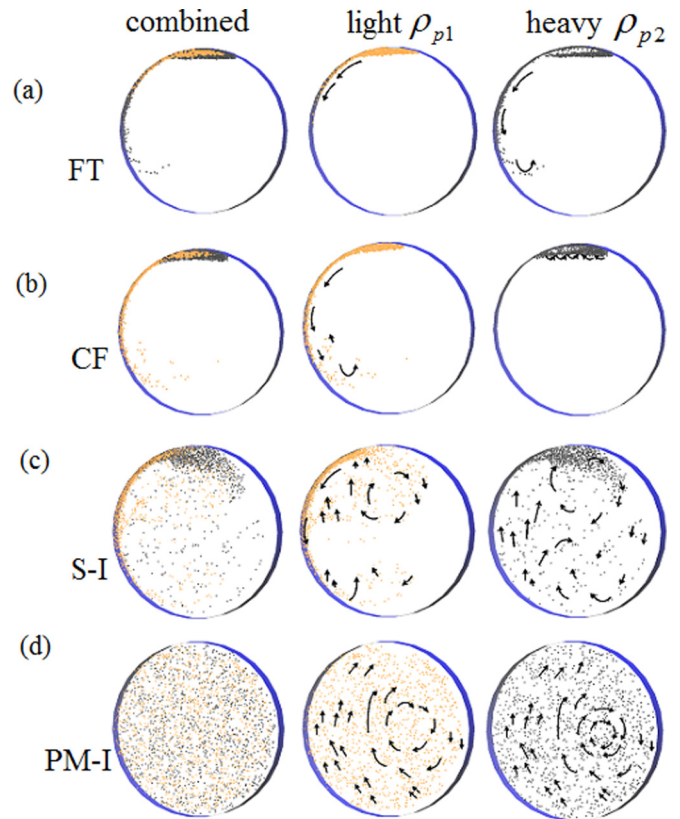 combined light ρp1 heavy ρp2
(a)
FT
(b)
CF
(c)
S-I
(d)
PM-I